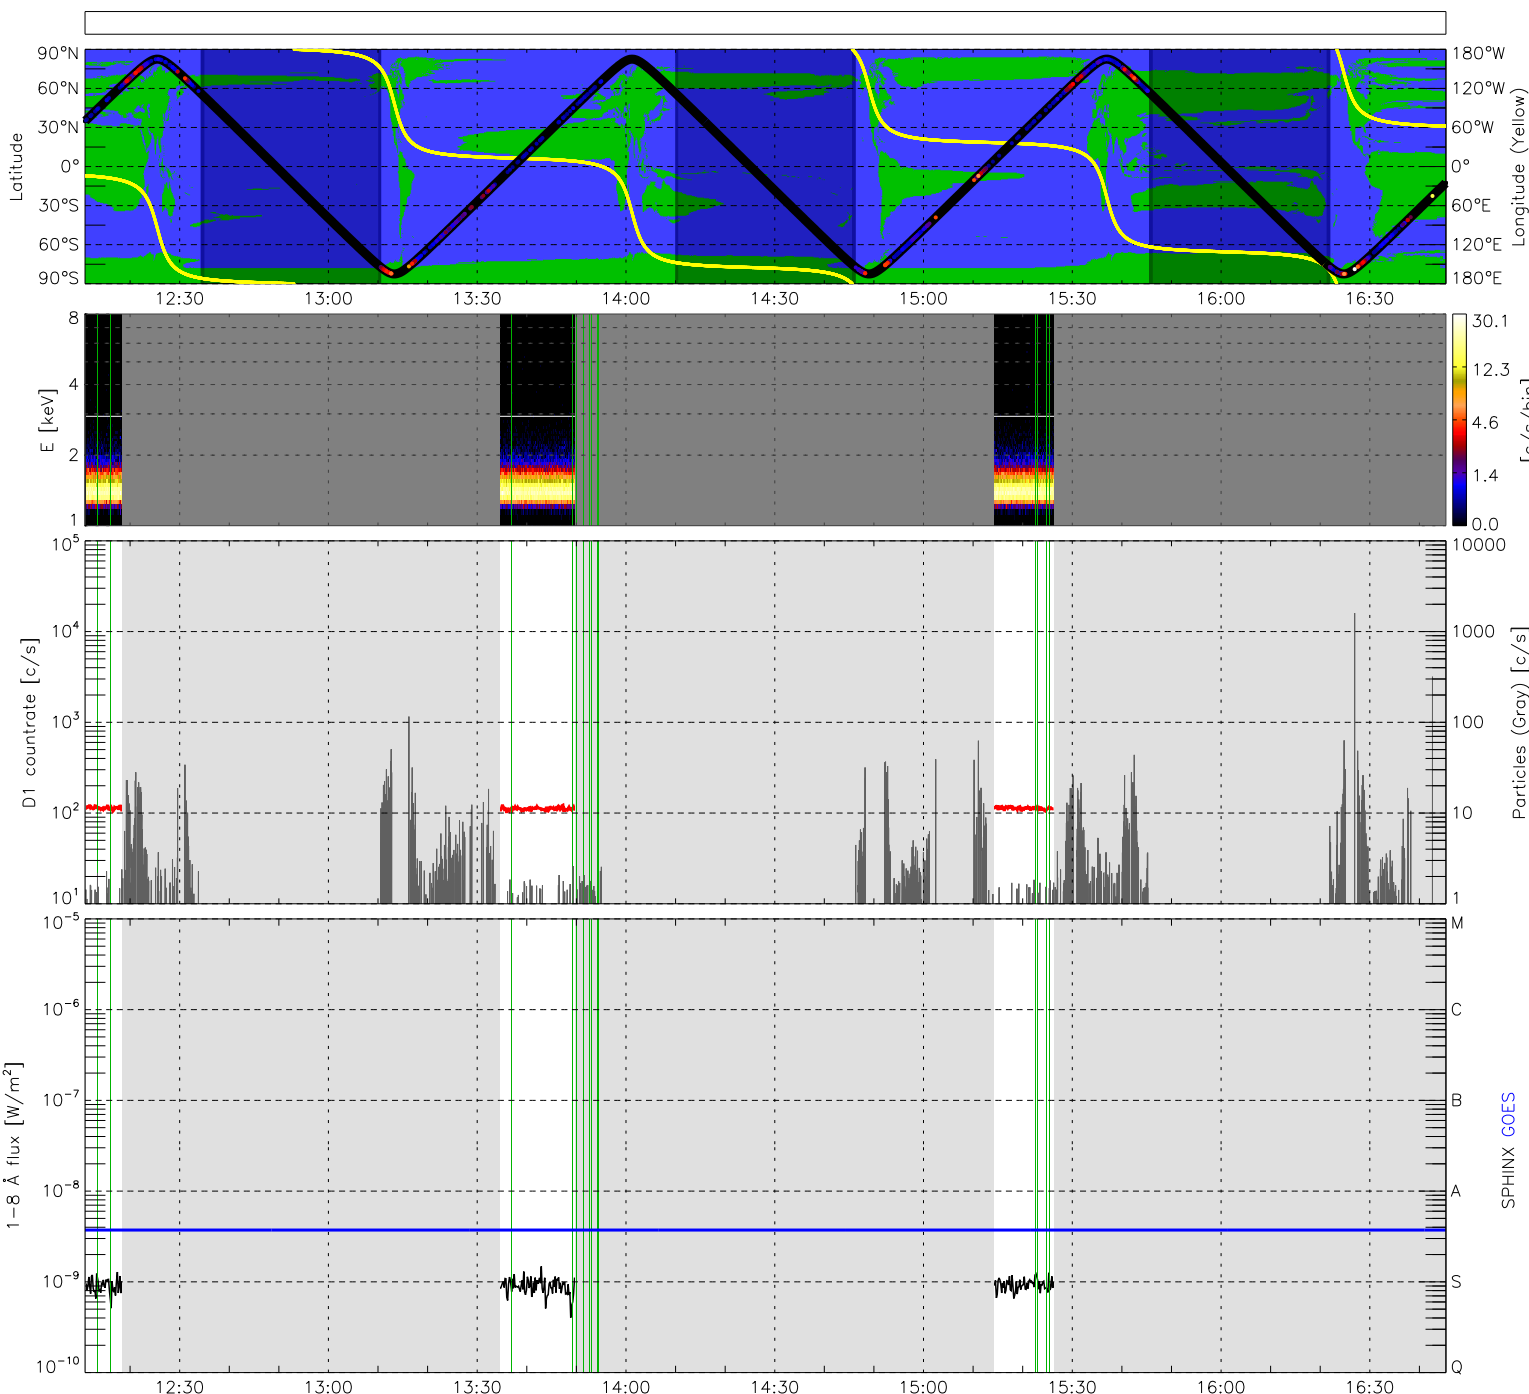 90°N
60°N
30°N
0°
30°S
60°S
90°S
Latitude
180°W
120°W
60°W
0°
60°E
120°E
180°E
Longitude (Yellow)
12:30 13:00 13:30 14:00 14:30 15:00 15:30 16:00 16:30
8
4
2
1
E [keV]
30.1
12.3
4.6
1.4
0.0
10⁵
10⁴
10³
10²
10¹
D1 countrate [c/s]
10000
1000
100
10
1
Particles (Gray) [c/s]
10⁻⁵
10⁻⁶
10⁻⁷
10⁻⁸
10⁻⁹
10⁻¹⁰
1−8 Å flux [W/m²]
M
C
B
A
S
Q
SPHINX GOES
12:30 13:00 13:30 14:00 14:30 15:00 15:30 16:00 16:30